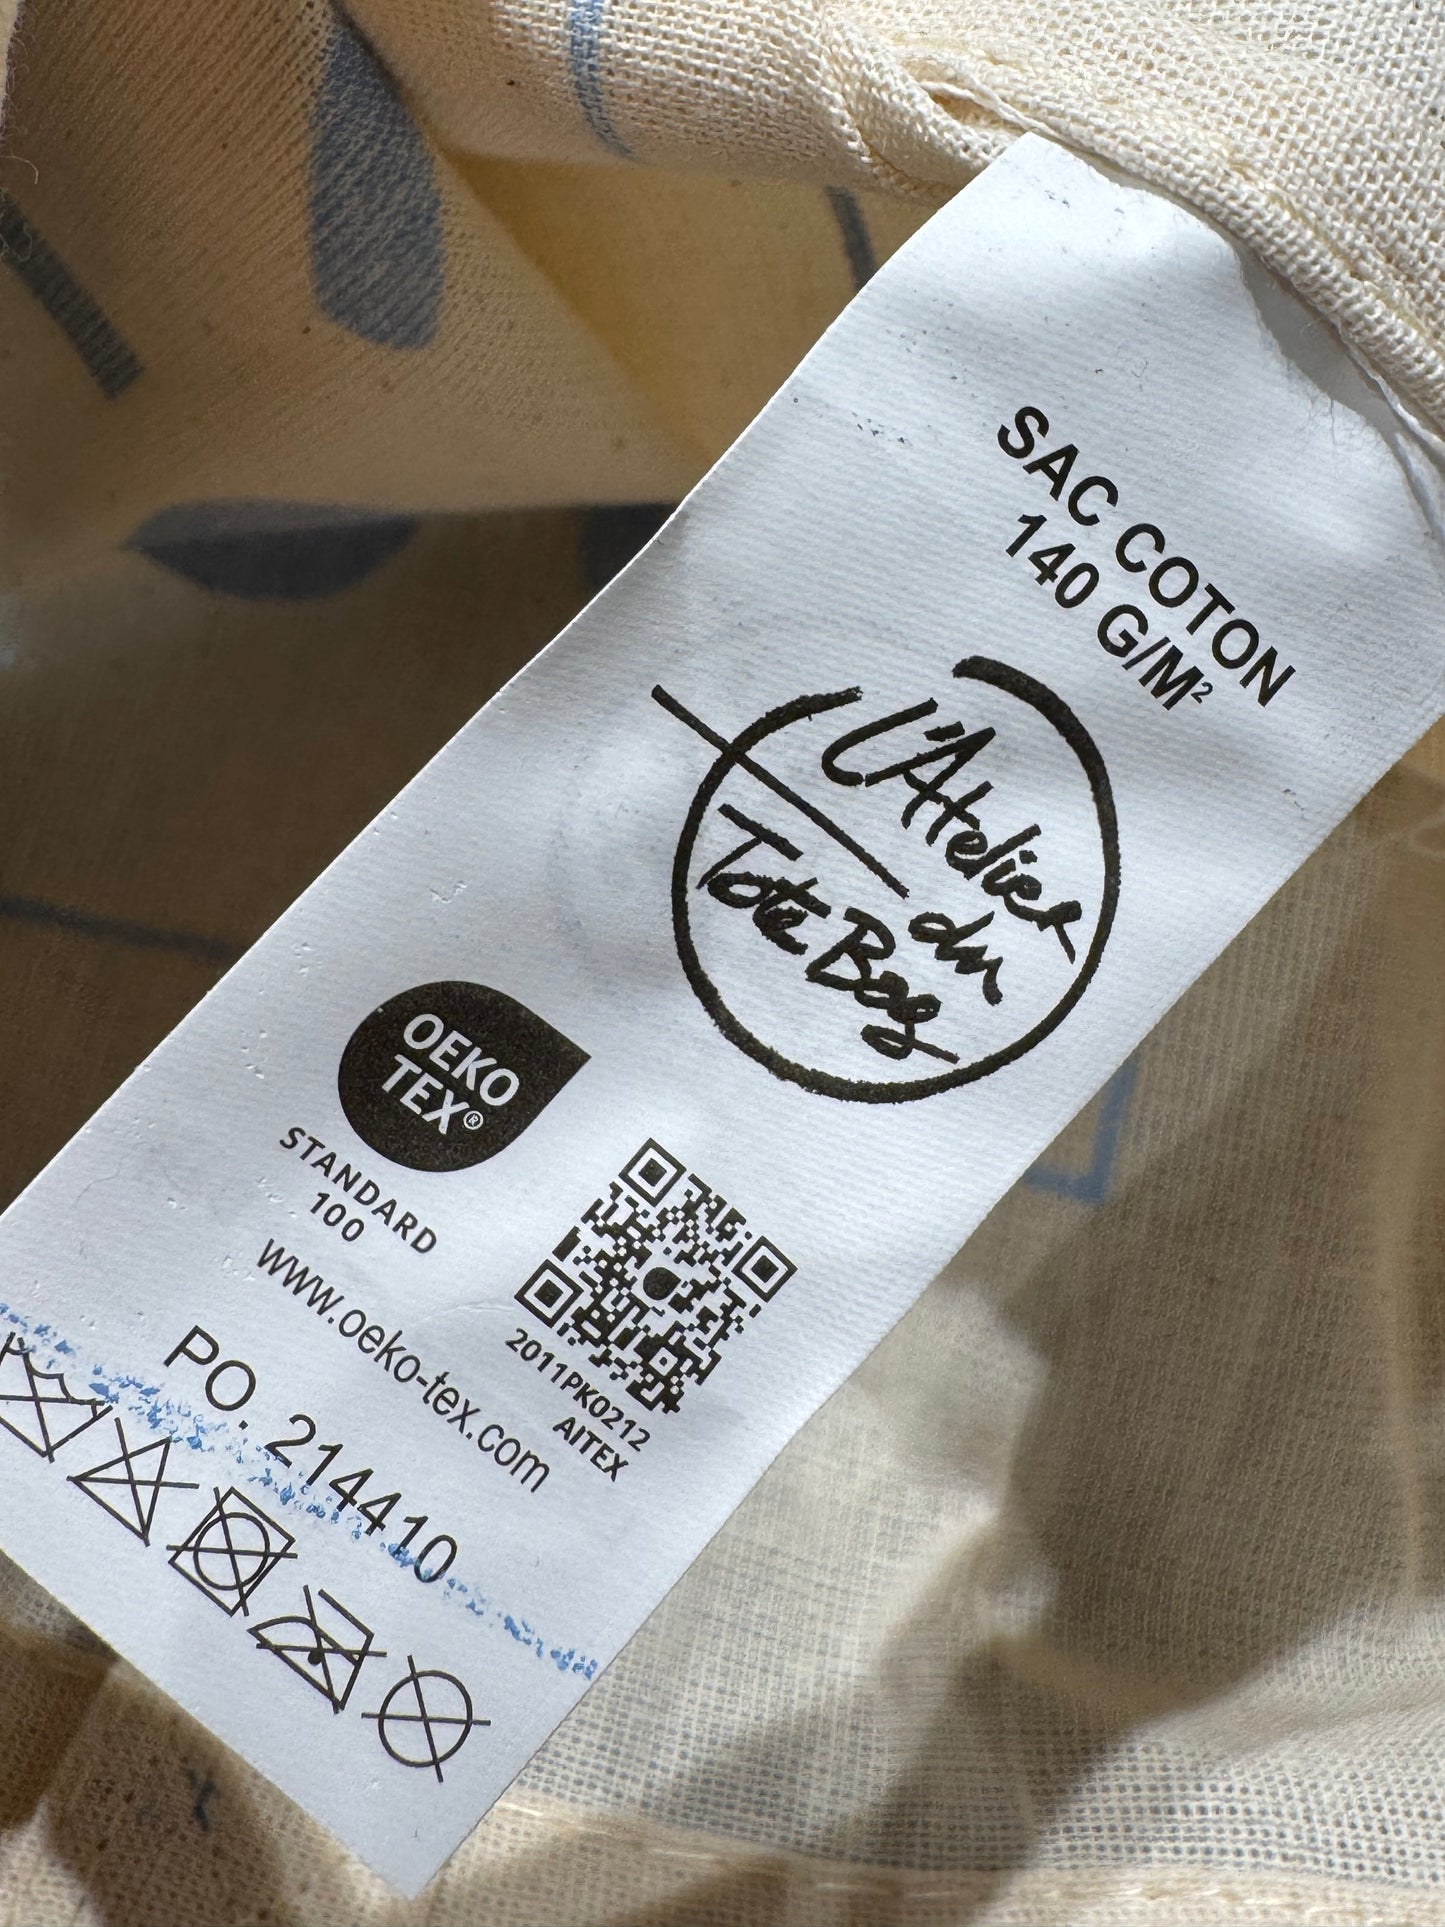 SAC COTON
140 G/M²
L'Atelier
du
Tote Bag
OEKO
TEX®
STANDARD
100
www.oeko-tex.com
2011PK0212
AITEX
PO. 214410